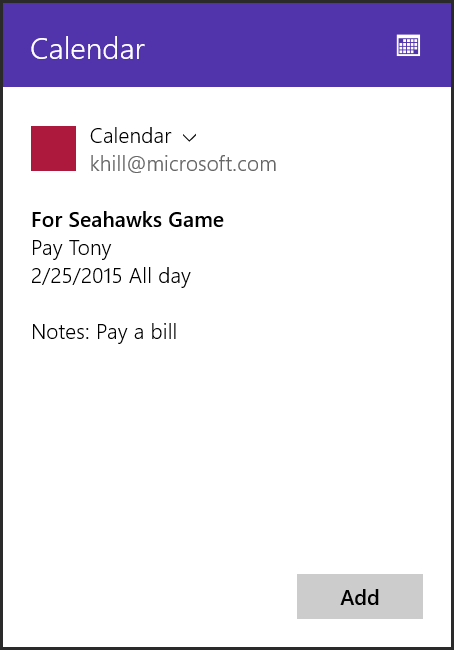 Calendar
Calendar
khill@microsoft.com
For Seahawks Game
Pay Tony
2/25/2015 All day
Notes: Pay a bill
Add